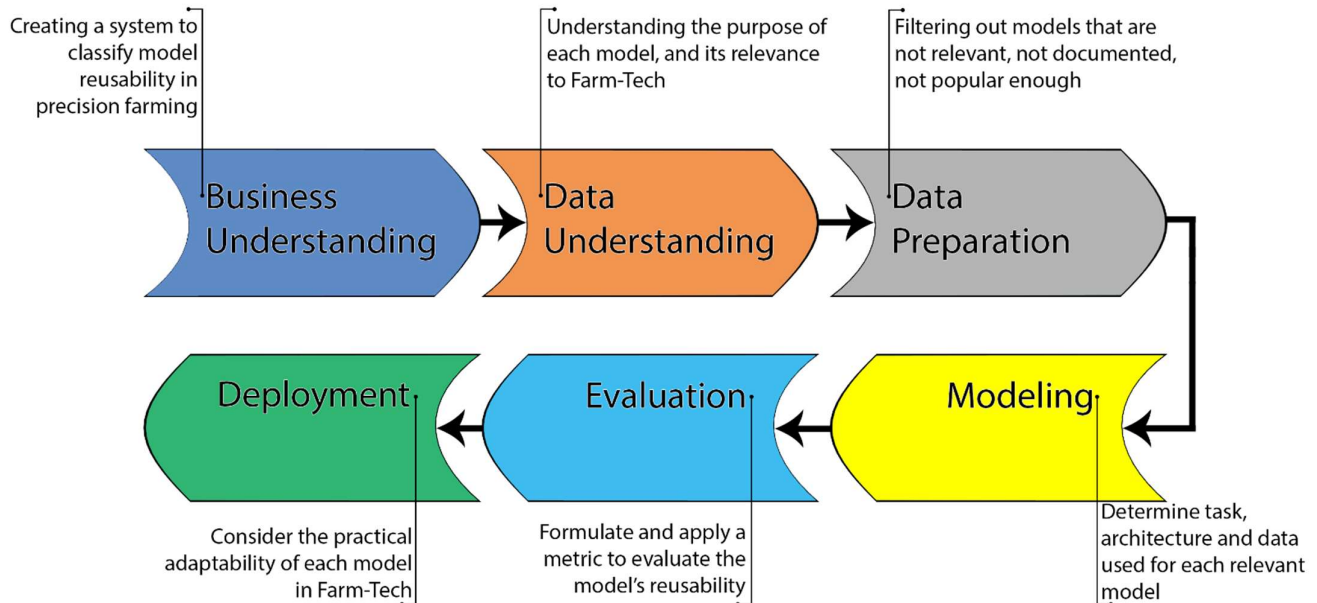 Creating a system to
classify model
reusability in
precision farming
Understanding the purpose of
each model, and its relevance
to Farm-Tech
Filtering out models that are
not relevant, not documented,
not popular enough
Business
Understanding
Data
Understanding
Data
Preparation
Deployment
Evaluation
Modeling
Consider the practical
adaptability of each model
in Farm-Tech
Formulate and apply a
metric to evaluate the
model's reusability
Determine task,
architecture and data
used for each relevant
model